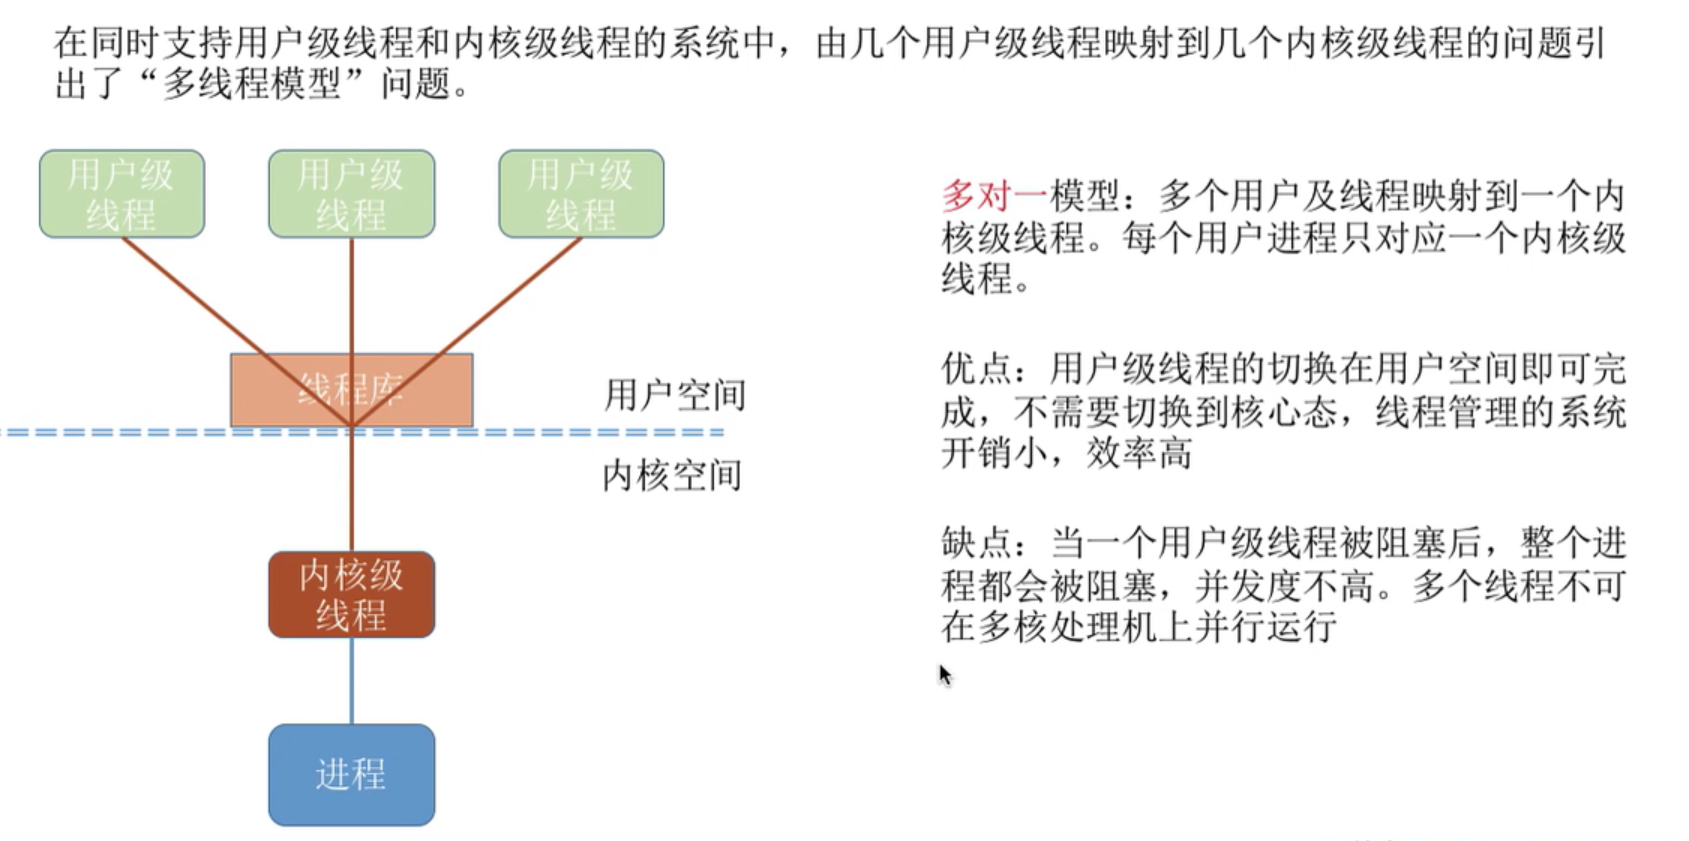 在同时支持用户级线程和内核级线程的系统中，由几个用户级线程映射到几个内核级线程的问题引
出了“多线程模型”问题。
用户级
线程
用户级
线程
用户级
线程
线程库
用户空间
内核空间
内核级
线程
进程
多对一模型：多个用户及线程映射到一个内
核级线程。每个用户进程只对应一个内核级
线程。
优点：用户级线程的切换在用户空间即可完
成，不需要切换到核心态，线程管理的系统
开销小，效率高
缺点：当一个用户级线程被阻塞后，整个进
程都会被阻塞，并发度不高。多个线程不可
在多核处理机上并行运行